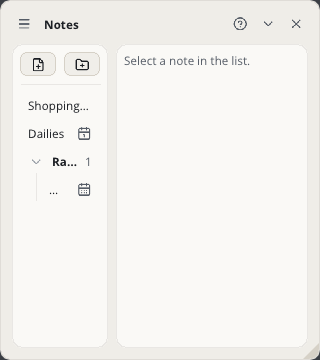 Notes
Shopping...
Dailies
Ra... 1
...
Select a note in the list.